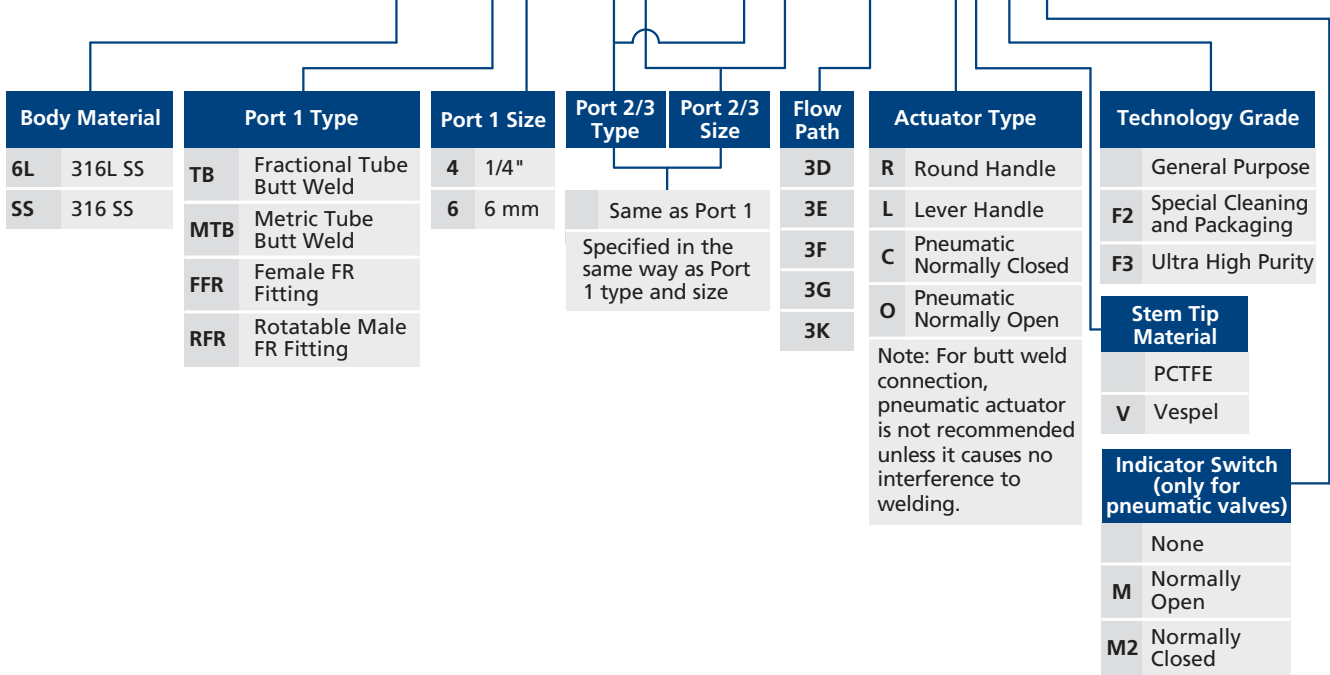 Body Material
6L 316L SS
SS 316 SS
Port 1 Type
TB Fractional Tube
Butt Weld
MTB Metric Tube
Butt Weld
FFR Female FR
Fitting
RFR Rotatable Male
FR Fitting
Port 1 Size
4 1/4"
6 6 mm
Port 2/3
Type
Port 2/3
Size
Same as Port 1
Specified in the
same way as Port
1 type and size
Flow
Path
3D
3E
3F
3G
3K
Actuator Type
R Round Handle
L Lever Handle
C Pneumatic
Normally Closed
O Pneumatic
Normally Open
Note: For butt weld
connection,
pneumatic actuator
is not recommended
unless it causes no
interference to
welding.
Technology Grade
General Purpose
F2 Special Cleaning
and Packaging
F3 Ultra High Purity
Stem Tip
Material
PCTFE
V Vespel
Indicator Switch
(only for
pneumatic valves)
None
M Normally
Open
M2 Normally
Closed